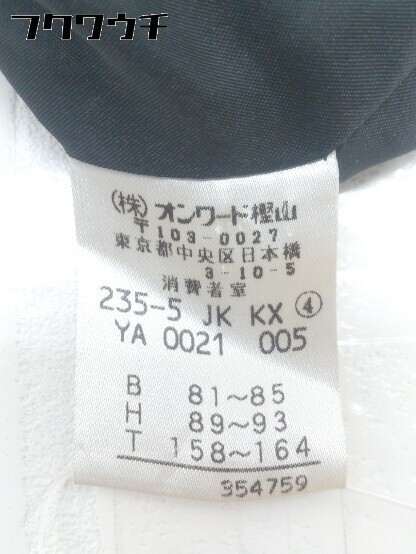 フクワウチ
(株)オンワード樫山
〒103-0027
東京都中央区日本橋
3-10-5
消費者室
235-5 JK KX ④
YA 0021 005
B 81〜85
H 89〜93
T 158〜164
354759